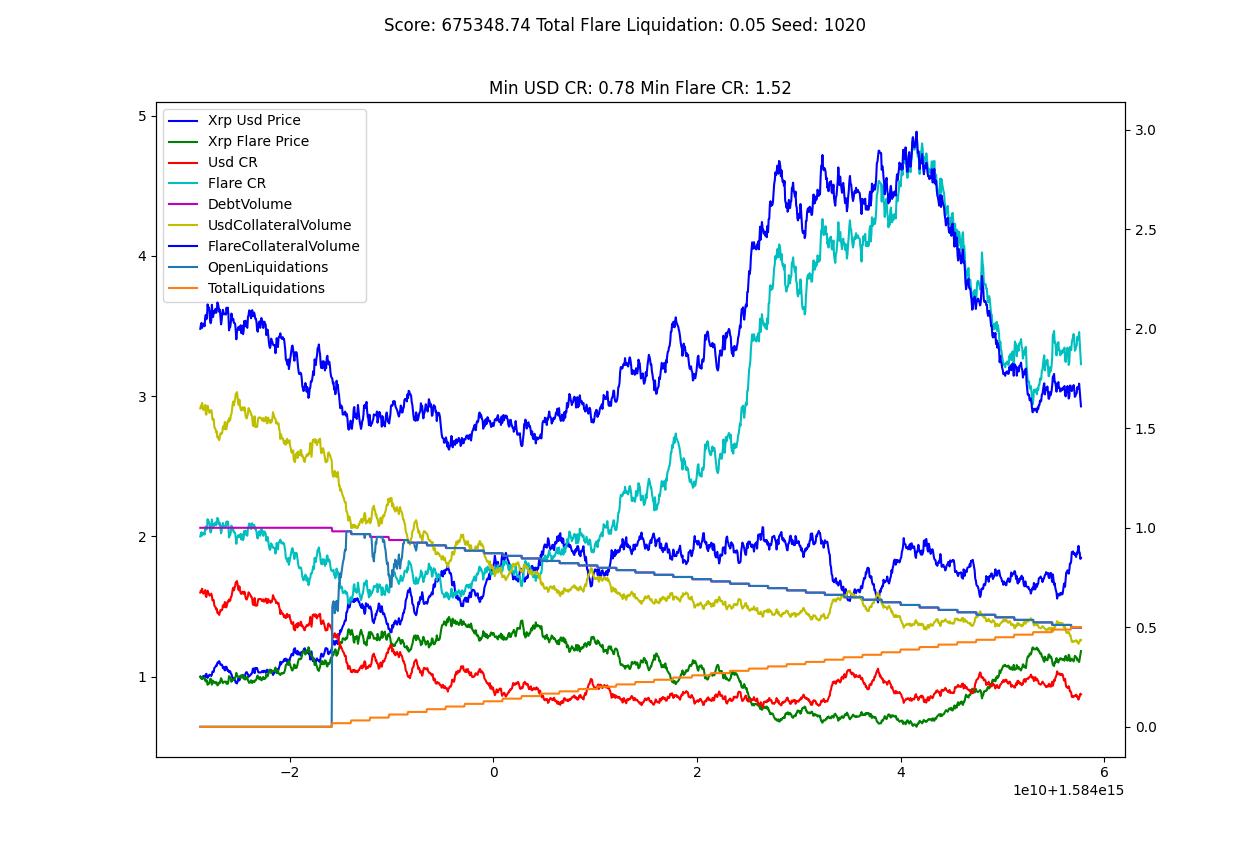 Score: 675348.74 Total Flare Liquidation: 0.05 Seed: 1020
Min USD CR: 0.78 Min Flare CR: 1.52
Xrp Usd Price
Xrp Flare Price
Usd CR
Flare CR
DebtVolume
UsdCollateralVolume
FlareCollateralVolume
OpenLiquidations
TotalLiquidations
5
4
3
2
1
3.0
2.5
2.0
1.5
1.0
0.5
0.0
−2
0
2
4
6
1e10+1.584e15